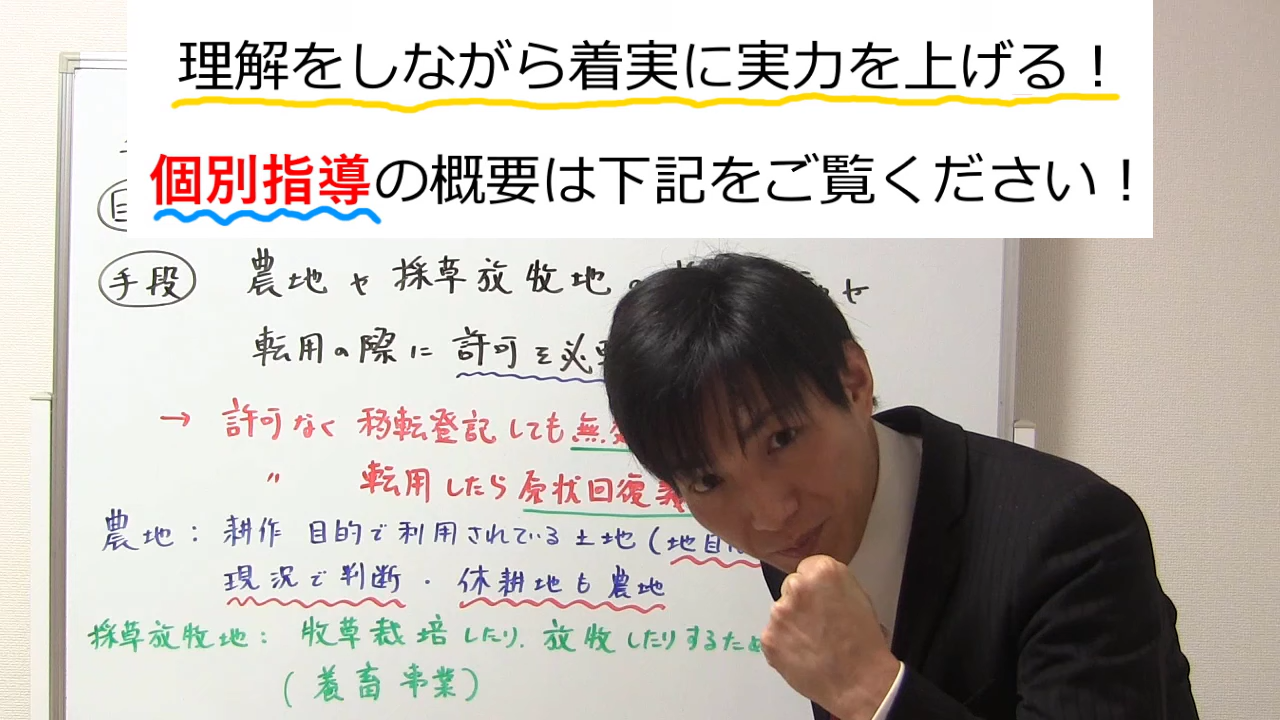 理解をしながら着実に実力を上げる！
個別指導の概要は下記をご覧ください！
手段 農地や採草放牧地の や
転用の際に許可を必要
→ 許可なく移転登記しても無効
〃 転用したら原状回復義
農地：耕作目的で利用されている土地（地目
現況で判断・休耕地も農地
採草放牧地：牧草栽培したり、放牧したりするため
（養畜事業）